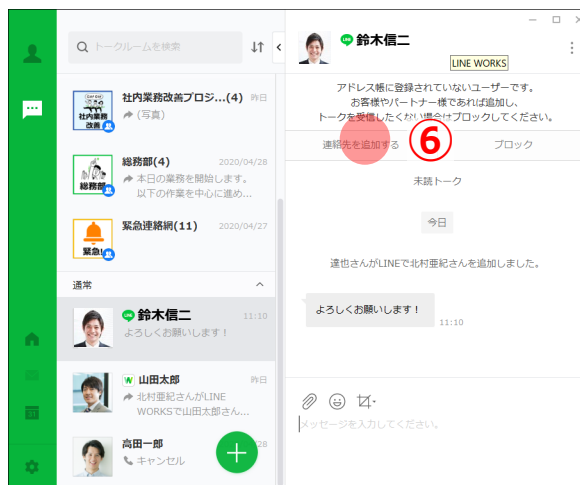 トークルームを検索
社内業務改善プロジ...(4) 昨日
(写真)
社内業務
改善
総務部(4) 2020/04/28
本日の業務を開始します。
以下の作業を中心に進め...
総務部
緊急連絡網(11) 2020/04/27
緊急!
通常
LINE 鈴木信二 11:10
よろしくお願いします！
W 山田太郎 昨日
北村亜紀さんがLINE
WORKSで山田太郎さん...
高田一郎 28
キャンセル
31
LINE 鈴木信二
LINE WORKS
アドレス帳に登録されていないユーザーです。
お客様やパートナー様であれば追加し、
トークを受信したくない場合はブロックしてください。
連絡先を追加する ⑥ ブロック
未読トーク
今日
達也さんがLINEで北村亜紀さんを追加しました。
よろしくお願いします！
11:10
メッセージを入力してください。